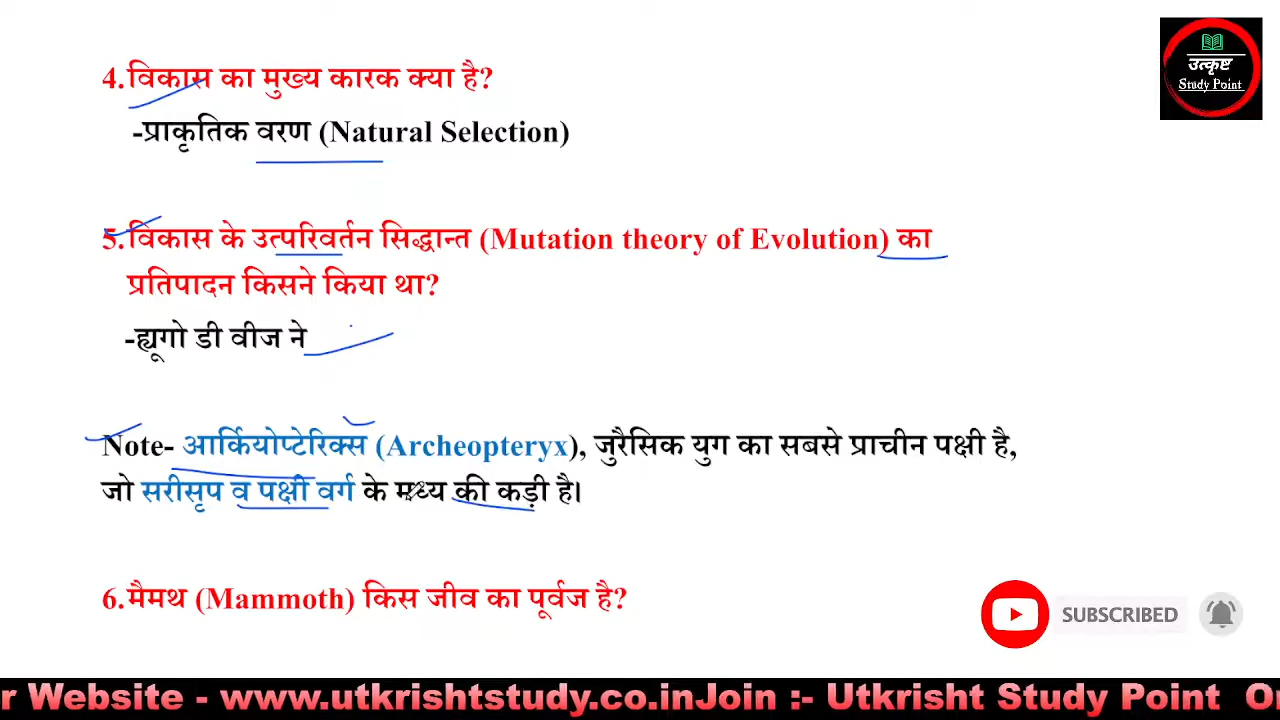 उत्कृष्ट
Study Point
4.विकास का मुख्य कारक क्या है?
-प्राकृतिक वरण (Natural Selection)
5.विकास के उत्परिवर्तन सिद्धान्त (Mutation theory of Evolution) का
प्रतिपादन किसने किया था?
-ह्यूगो डी वीज ने
Note- आर्कियोप्टेरिक्स (Archeopteryx), जुरैसिक युग का सबसे प्राचीन पक्षी है,
जो सरीसृप व पक्षी वर्ग के मध्य की कड़ी है।
6.मैमथ (Mammoth) किस जीव का पूर्वज है?
SUBSCRIBED
r Website - www.utkrishtstudy.co.inJoin :- Utkrisht Study Point On